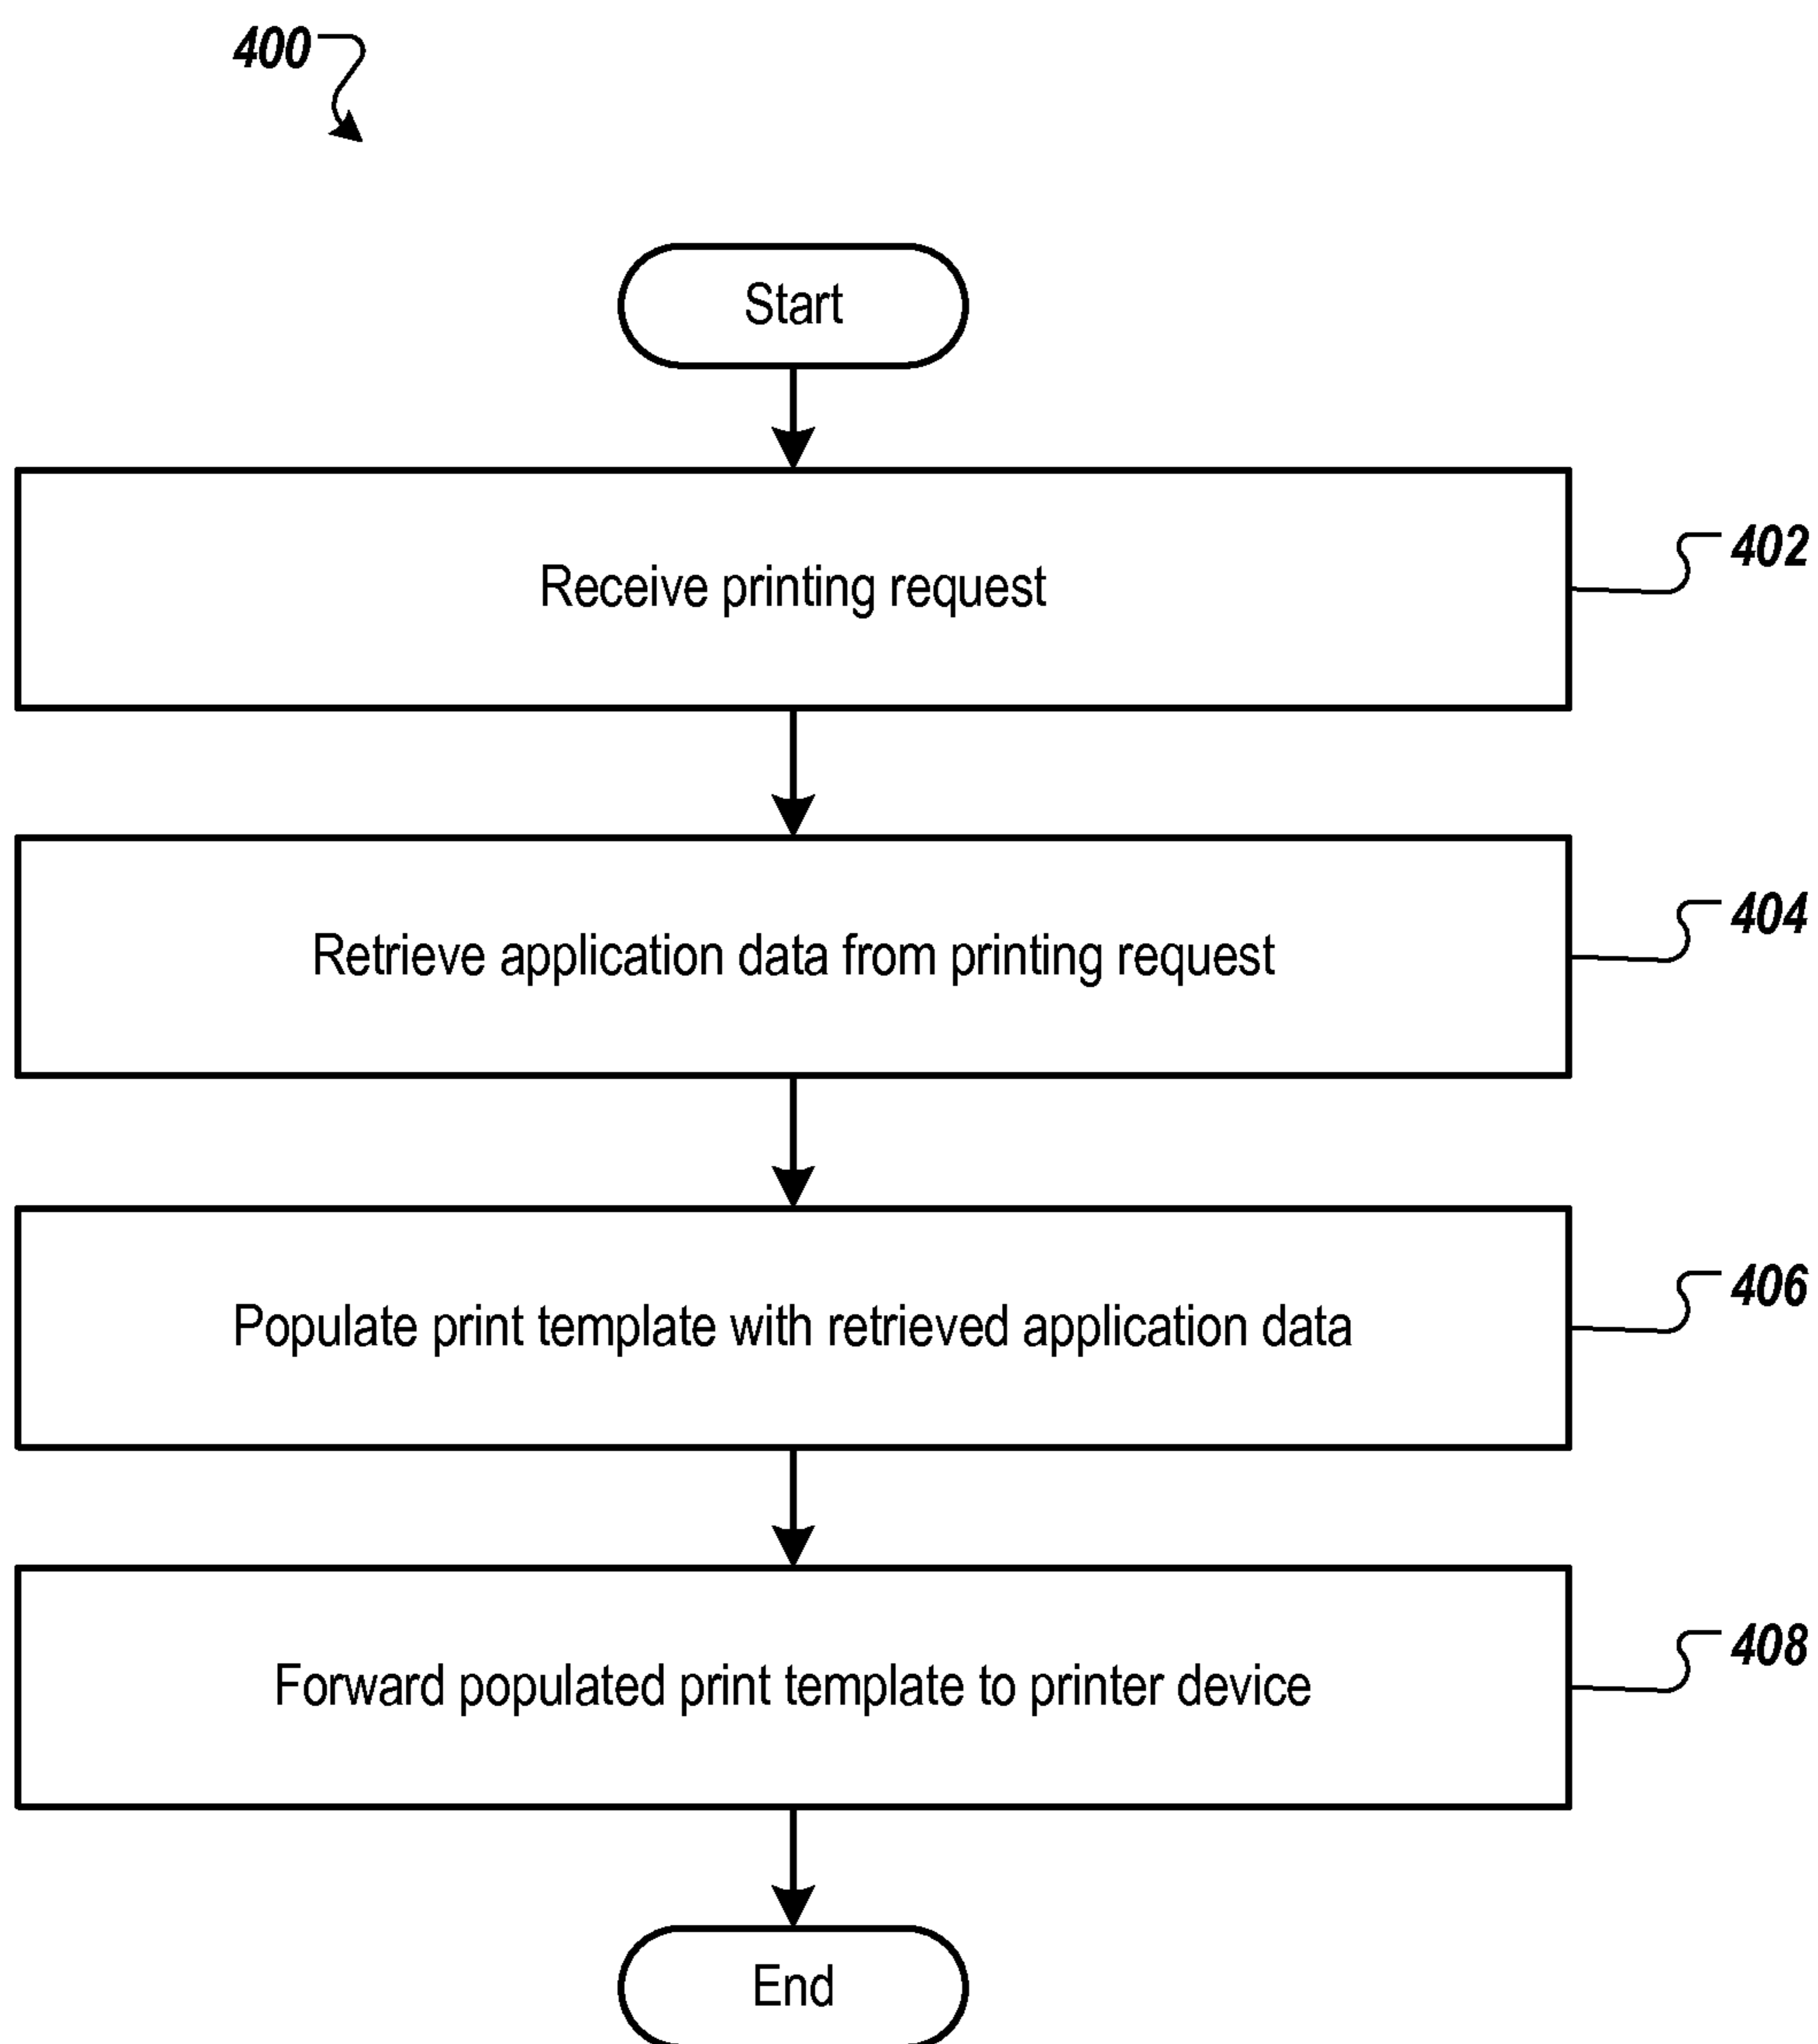 400
Start
Receive printing request
402
Retrieve application data from printing request
404
Populate print template with retrieved application data
406
Forward populated print template to printer device
408
End